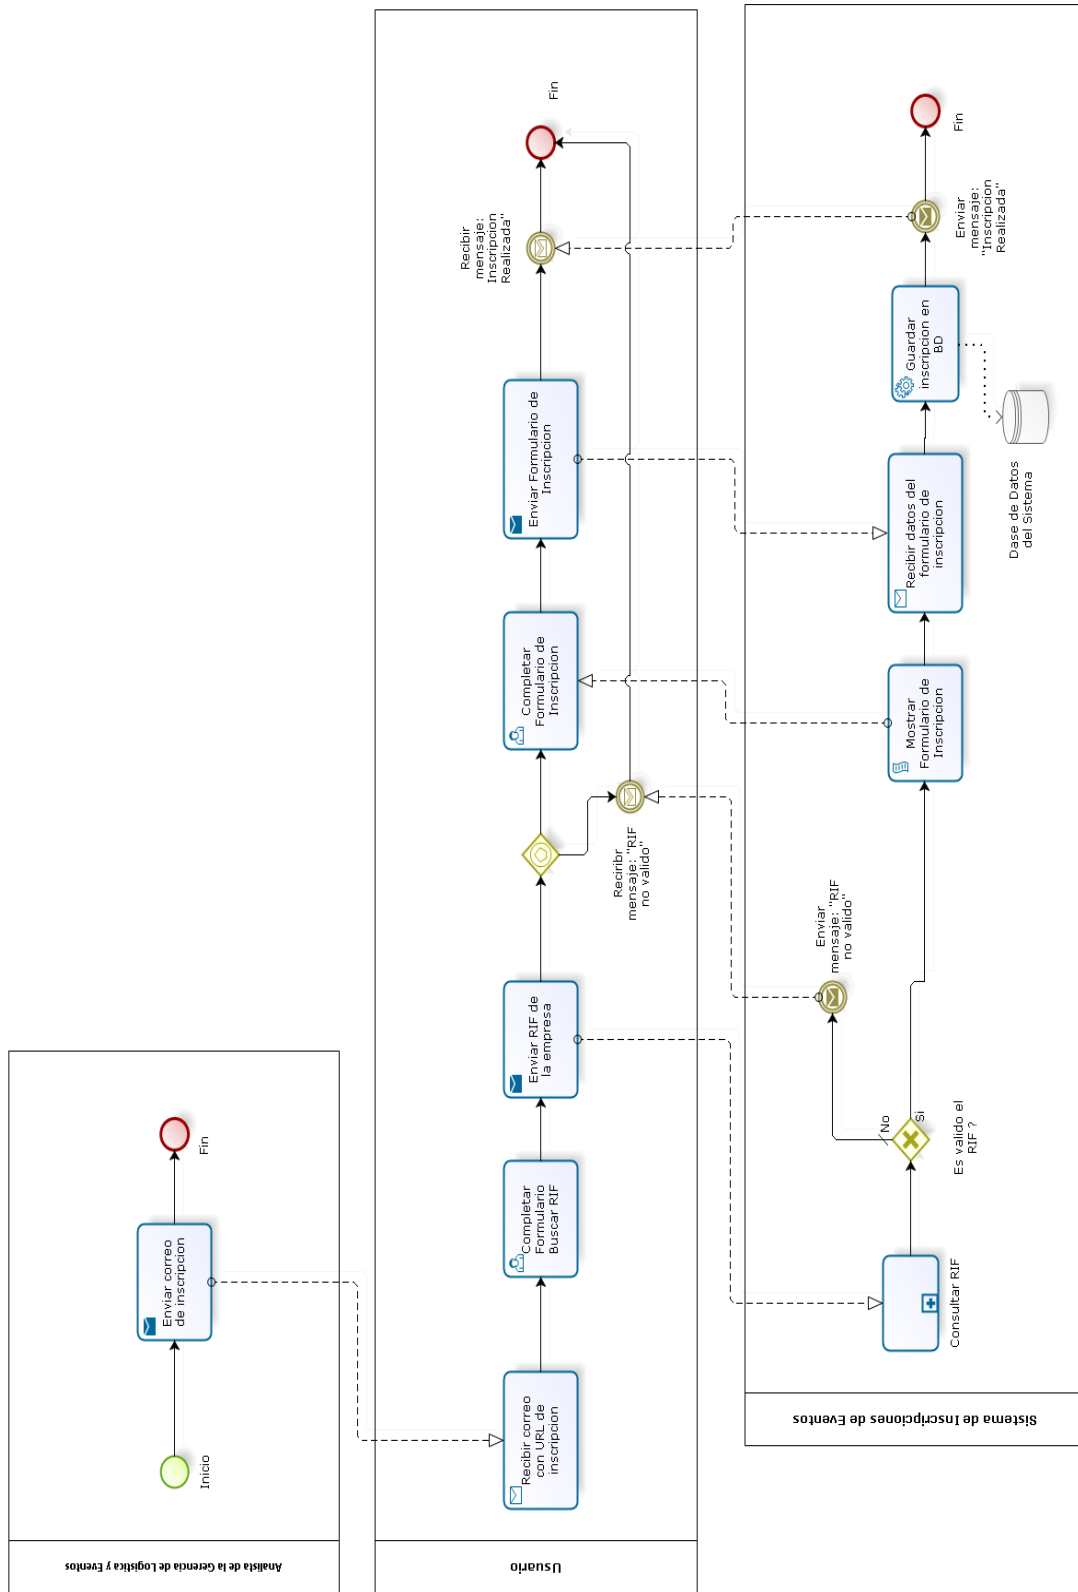 Analista de la Gerencia de Logistica y Eventos
Inicio
Enviar correo
de inscripcion
Fin
Usuario
Recibir correo
con URL de
inscripcion
Completar
Formulario
Buscar RIF
Enviar RIF de
la empresa
Reciribr
mensaje: "RIF
no valido"
Completar
Formulario de
Inscripcion
Enviar Formulario de
Inscripcion
Recibir
mensaje:
Inscripcion
Realizada"
Fin
Sistema de Inscripciones de Eventos
Consultar RIF
Es valido el
RIF ?
No
Si
Enviar
mensaje: "RIF
no valido"
Mostrar
Formulario de
Inscripcion
Recibir datos del
formulario de
inscripcion
Guardar
inscripcion en
BD
Dase de Datos
del Sistema
Enviar
mensaje:
"Inscripcion
Realizada"
Fin